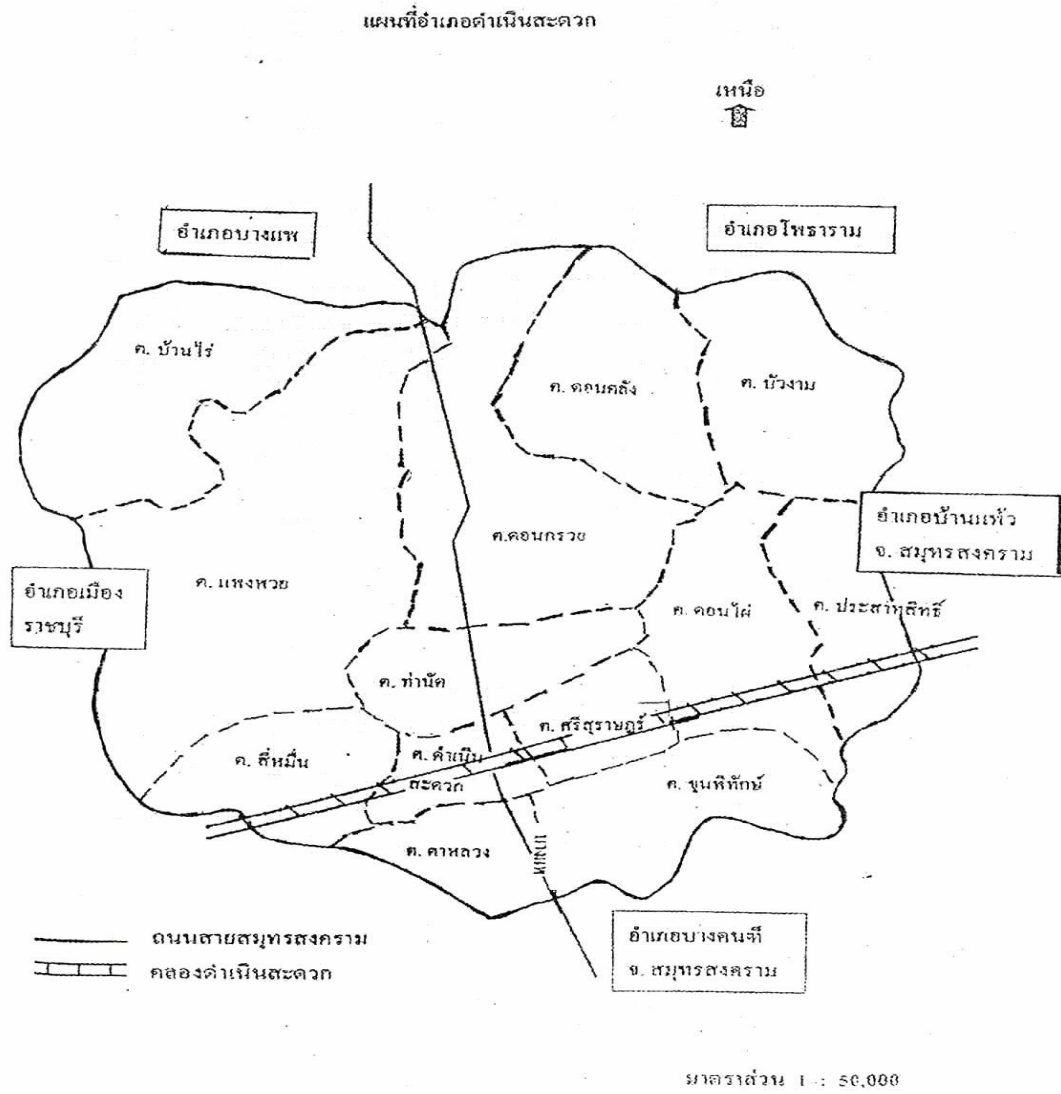 แผนที่อำเภอดำเนินสะดวก
เหนือ
อำเภอบางแพ
อำเภอโพธาราม
ต. บ้านไร่
ต. ดอนคลัง
ต. บัวงาม
ต.ดอนกรวย
อำเภอบ้านแพ้ว
จ. สมุทรสงคราม
ต. แพงพวย
อำเภอเมือง
ราชบุรี
ต. ดอนไผ่
ต. ประสาทสิทธิ์
ต. ท่านัด
ต. ศรีสุราษฎร์
ต. สี่หมื่น
ต. ดำเนิน
สะดวก
ต. ขุนพิทักษ์
ต. ตาหลวง
ถนนสายสมุทรสงคราม
คลองดำเนินสะดวก
อำเภอบางคนที
จ. สมุทรสงคราม
มาตราส่วน 1 : 50,000